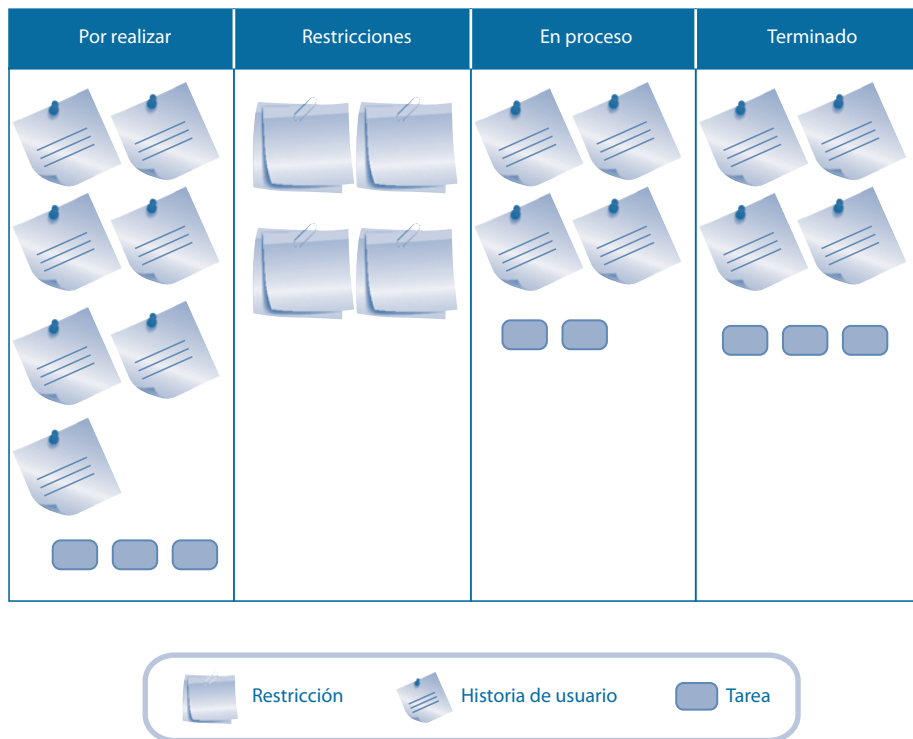 Por realizar
Restricciones
En proceso
Terminado
Restricción
Historia de usuario
Tarea